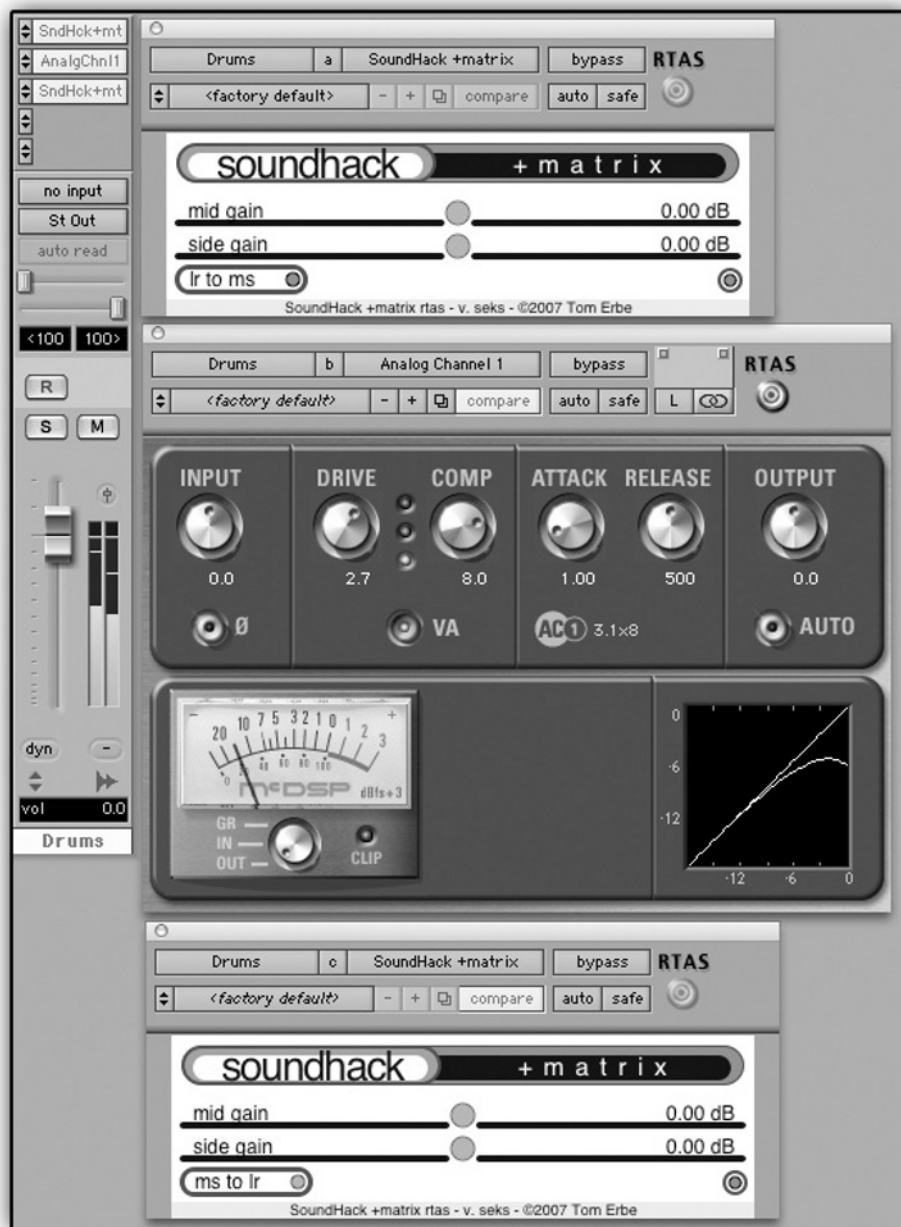 SndHck+mt
AnalgChnl1
SndHck+mt
no input
St Out
auto read
<100 100>
R
S M
dyn -
vol 0.0
Drums
Drums a SoundHack +matrix bypass RTAS
<factory default> - + compare auto safe
soundhack +matrix
mid gain 0.00 dB
side gain 0.00 dB
lr to ms
SoundHack +matrix rtas - v. seks - ©2007 Tom Erbe
Drums b Analog Channel 1 bypass RTAS
<factory default> - + compare auto safe L
INPUT DRIVE COMP ATTACK RELEASE OUTPUT
0.0 2.7 8.0 1.00 500 0.0
Ø VA AC1 3.1x8 AUTO
- +
20 10 7 5 3 2 1 0 1 2 3
0 40 60 80 100
McDSP dBfs+3
GR
IN
OUT
CLIP
0
-6
-12
-12 -6 0
Drums c SoundHack +matrix bypass RTAS
<factory default> - + compare auto safe
soundhack +matrix
mid gain 0.00 dB
side gain 0.00 dB
ms to lr
SoundHack +matrix rtas - v. seks - ©2007 Tom Erbe